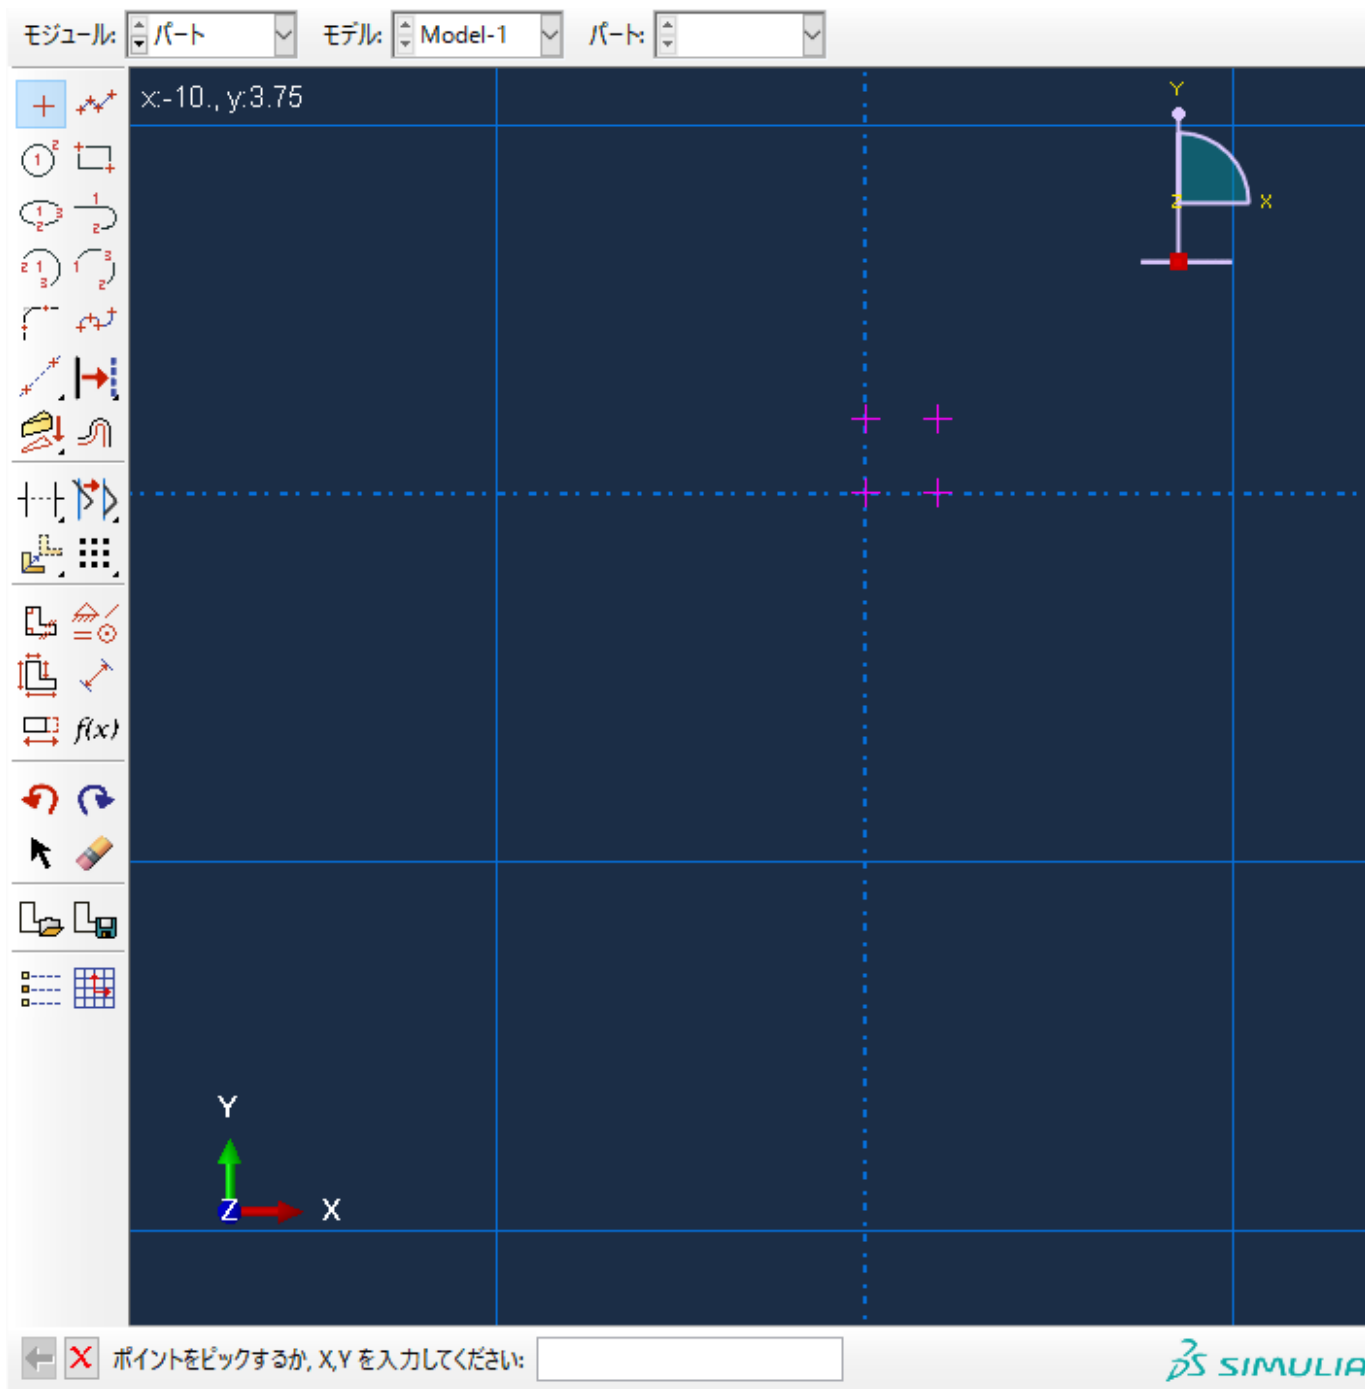 モジュール: パート モデル: Model-1 パート:
x:-10., y:3.75
Y
Z X
f(x)
Y
Z X
ポイントをピックするか, X,Y を入力してください:
SIMULIA